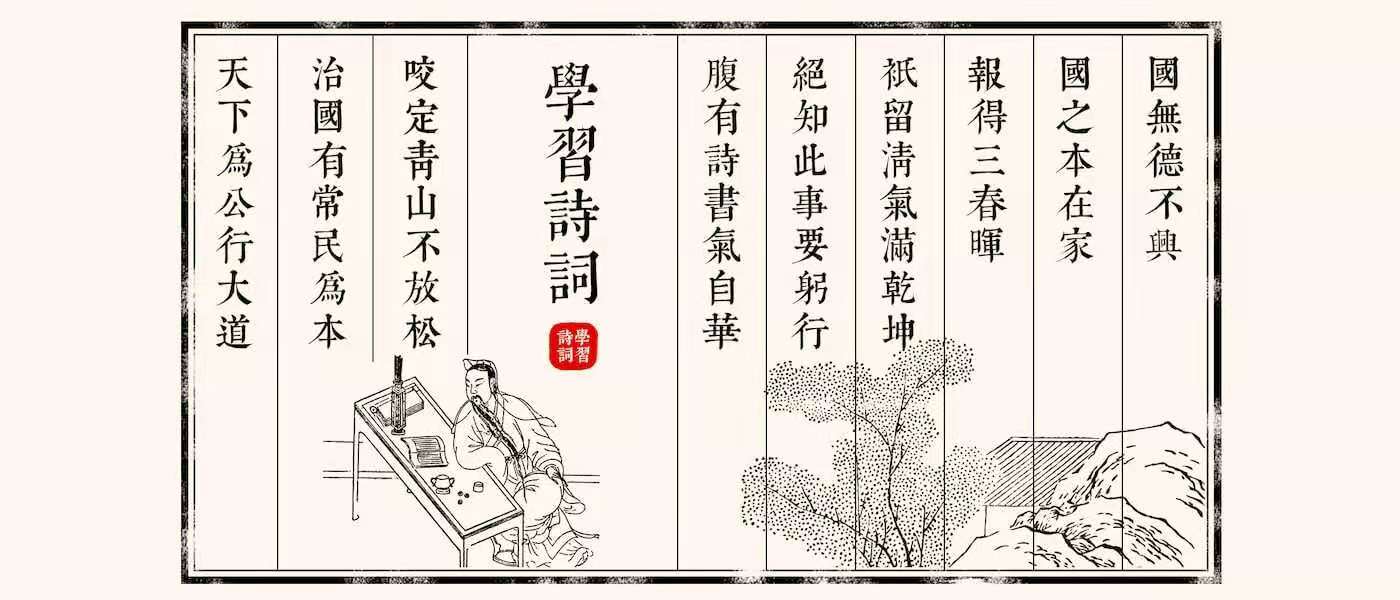 國無德不興
國之本在家
報得三春暉
祇留淸氣滿乾坤
絕知此事要躬行
腹有詩書氣自華
學習詩詞
學習
詩詞
咬定靑山不放松
治國有常民爲本
天下爲公行大道